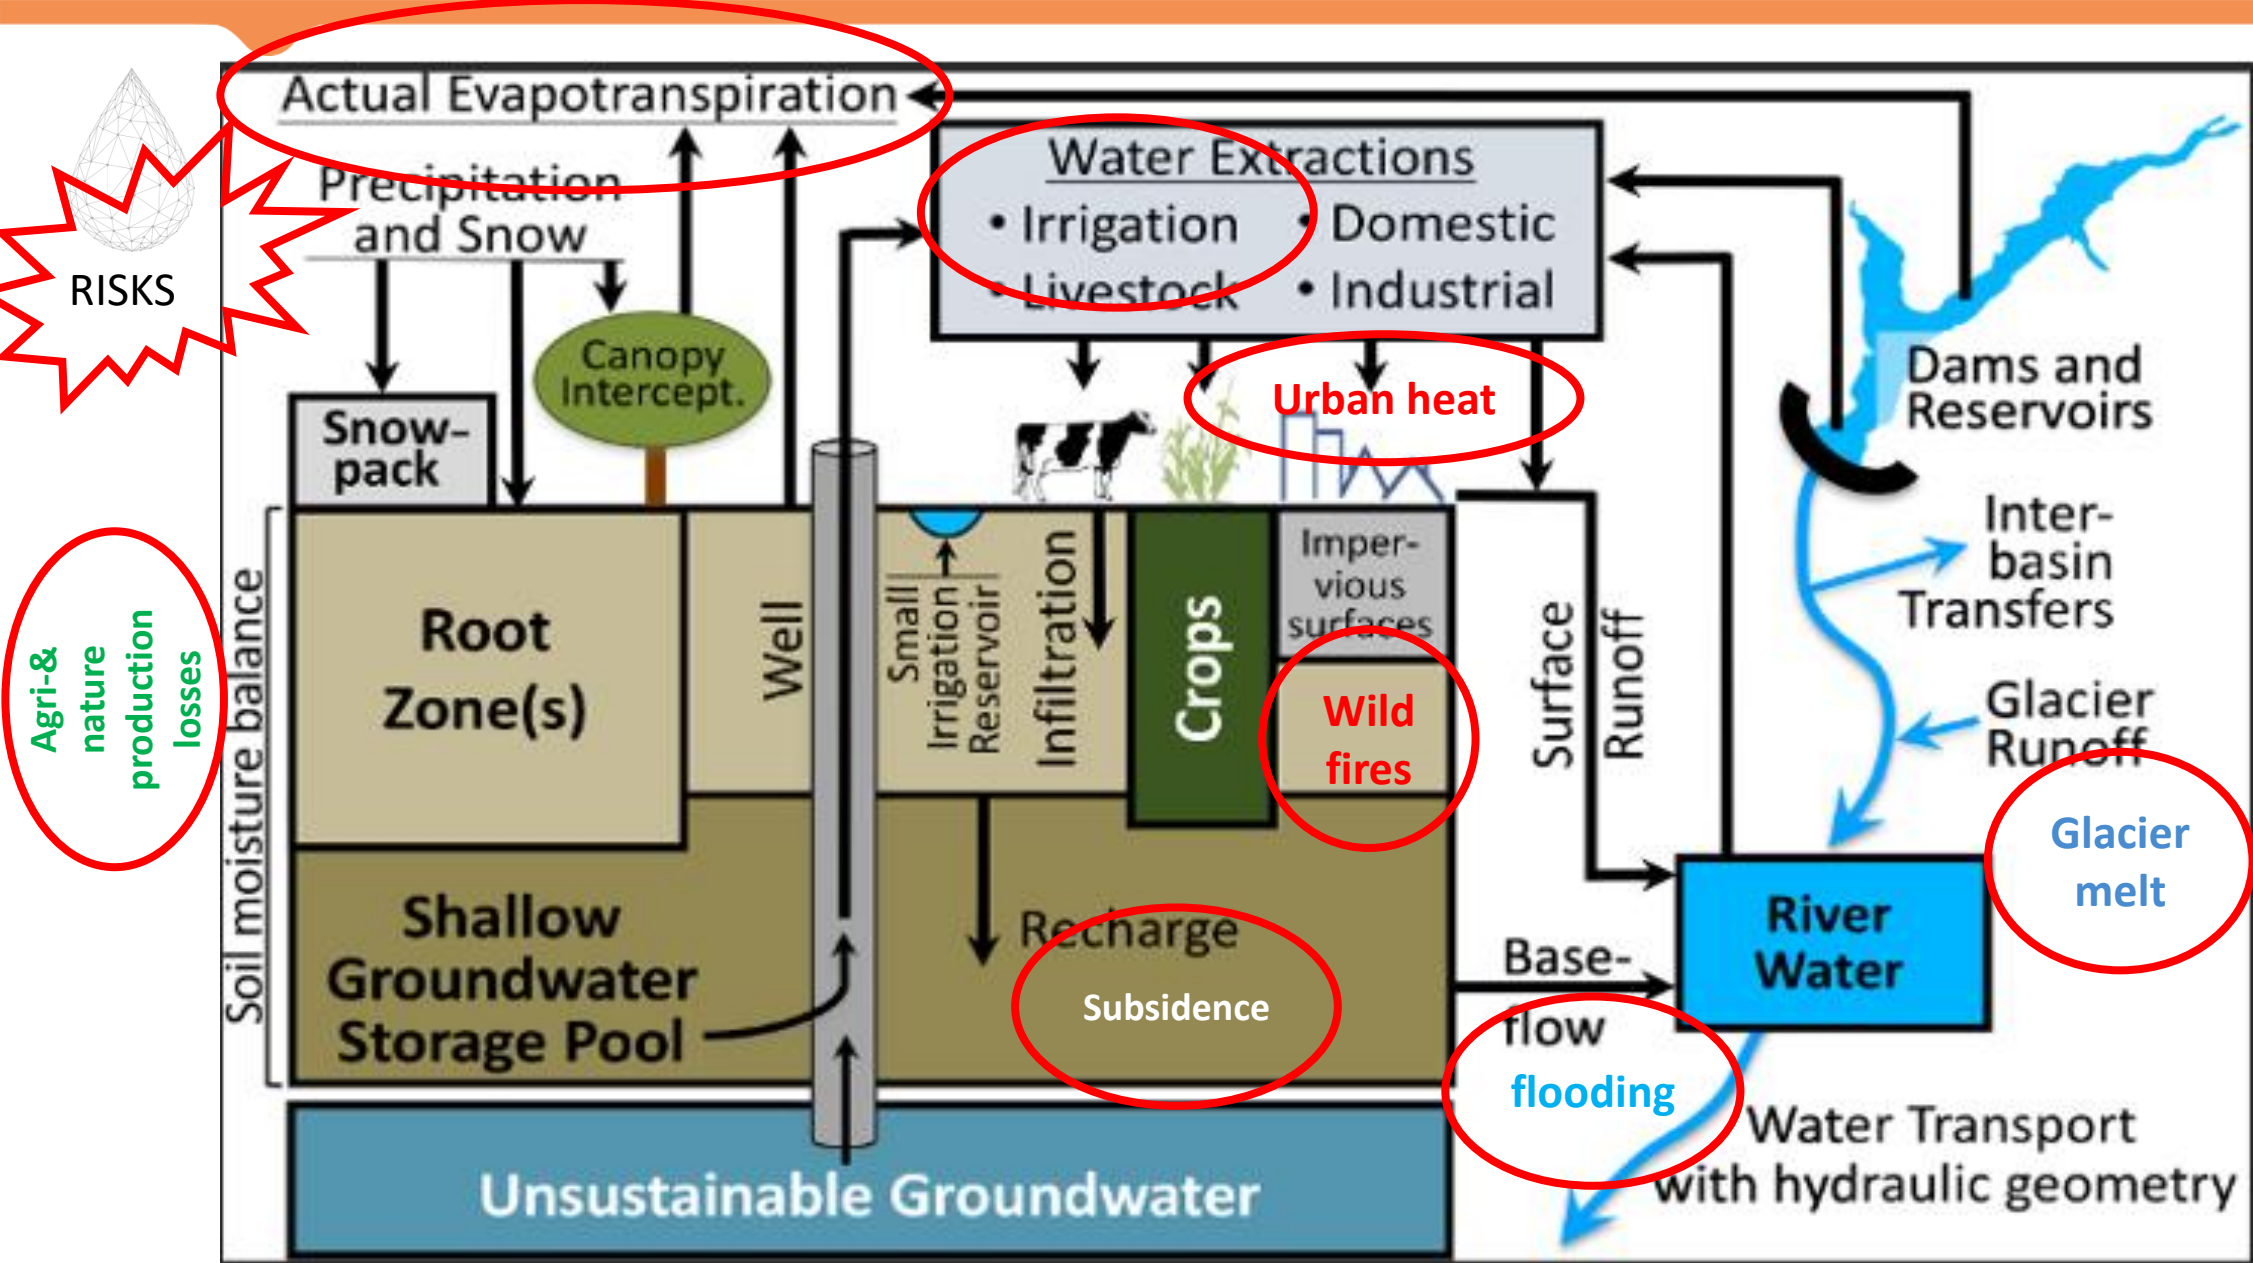 Actual Evapotranspiration
Precipitation
and Snow
RISKS
Water Extractions
• Irrigation
• Domestic
• Livestock
• Industrial
Canopy
Intercept.
Urban heat
Snow-
pack
Dams and
Reservoirs
Inter-
basin
Transfers
Glacier
Runoff
Glacier
melt
Agri-&
nature
production
losses
Soil moisture balance
Root
Zone(s)
Well
Small
Irrigation
Reservoir
Infiltration
Crops
Imper-
vious
surfaces
Wild
fires
Surface
Runoff
Shallow
Groundwater
Storage Pool
Recharge
Subsidence
Base-
flow
flooding
River
Water
Water Transport
with hydraulic geometry
Unsustainable Groundwater